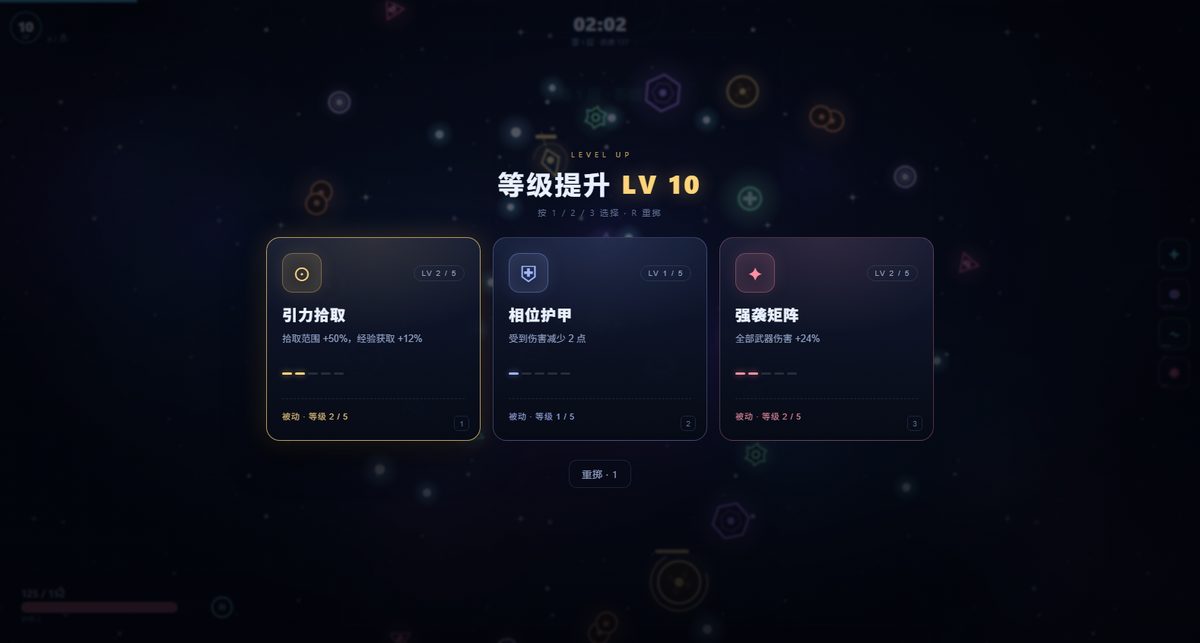 10
02:02
LEVEL UP
等级提升 LV 10
按 1 / 2 / 3 选择 · R 重掷
LV 2 / 5
引力拾取
拾取范围 +50%，经验获取 +12%
被动 · 等级 2 / 5
1
LV 1 / 5
相位护甲
受到伤害减少 2 点
被动 · 等级 1 / 5
2
LV 2 / 5
强袭矩阵
全部武器伤害 +24%
被动 · 等级 2 / 5
3
重掷 · 1